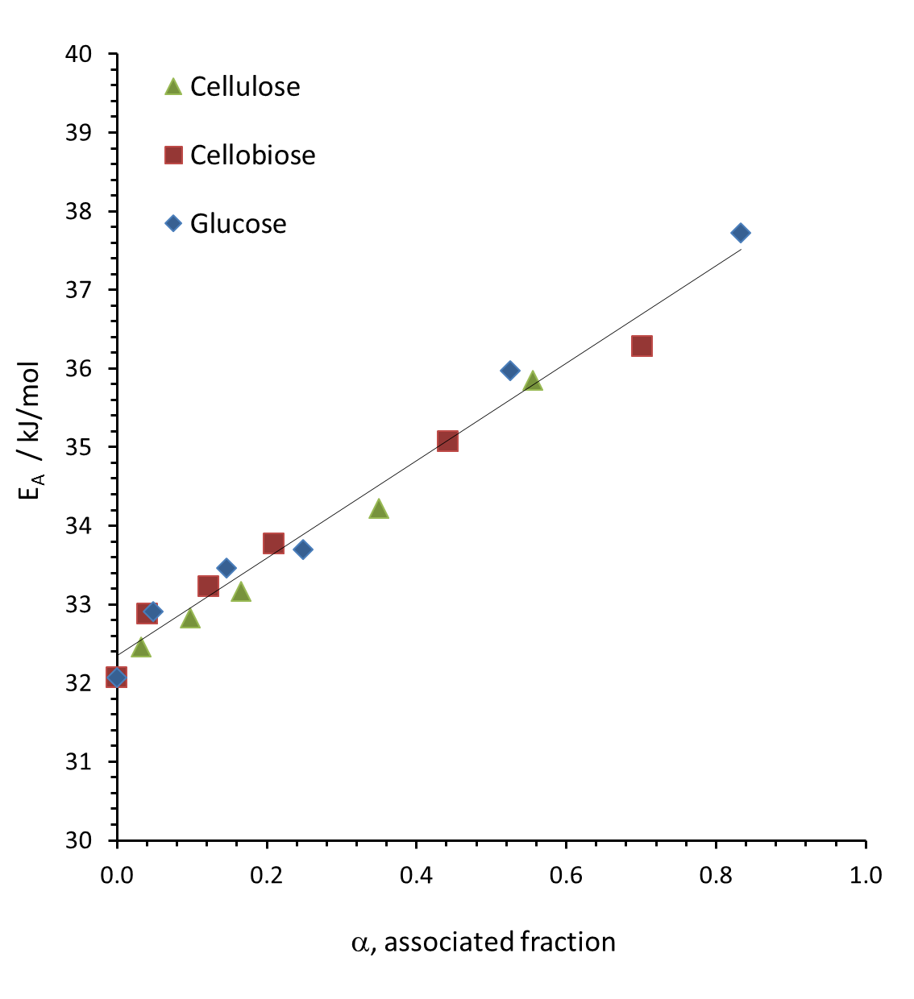 40
39
38
37
36
35
34
33
32
31
30
Cellulose
Cellobiose
Glucose
E_A / kJ/mol
0.0 0.2 0.4 0.6 0.8 1.0
α, associated fraction